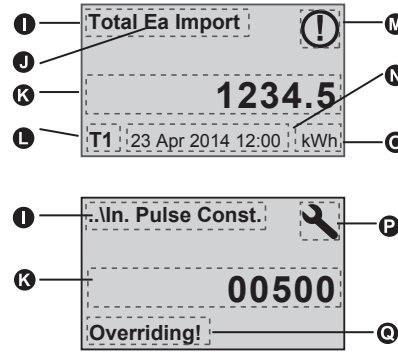 I Total Ea Import M
J
K 1234.5
N
L T1 23 Apr 2014 12:00 kWh O
I ..\In. Pulse Const. P
K 00500
Overriding! Q